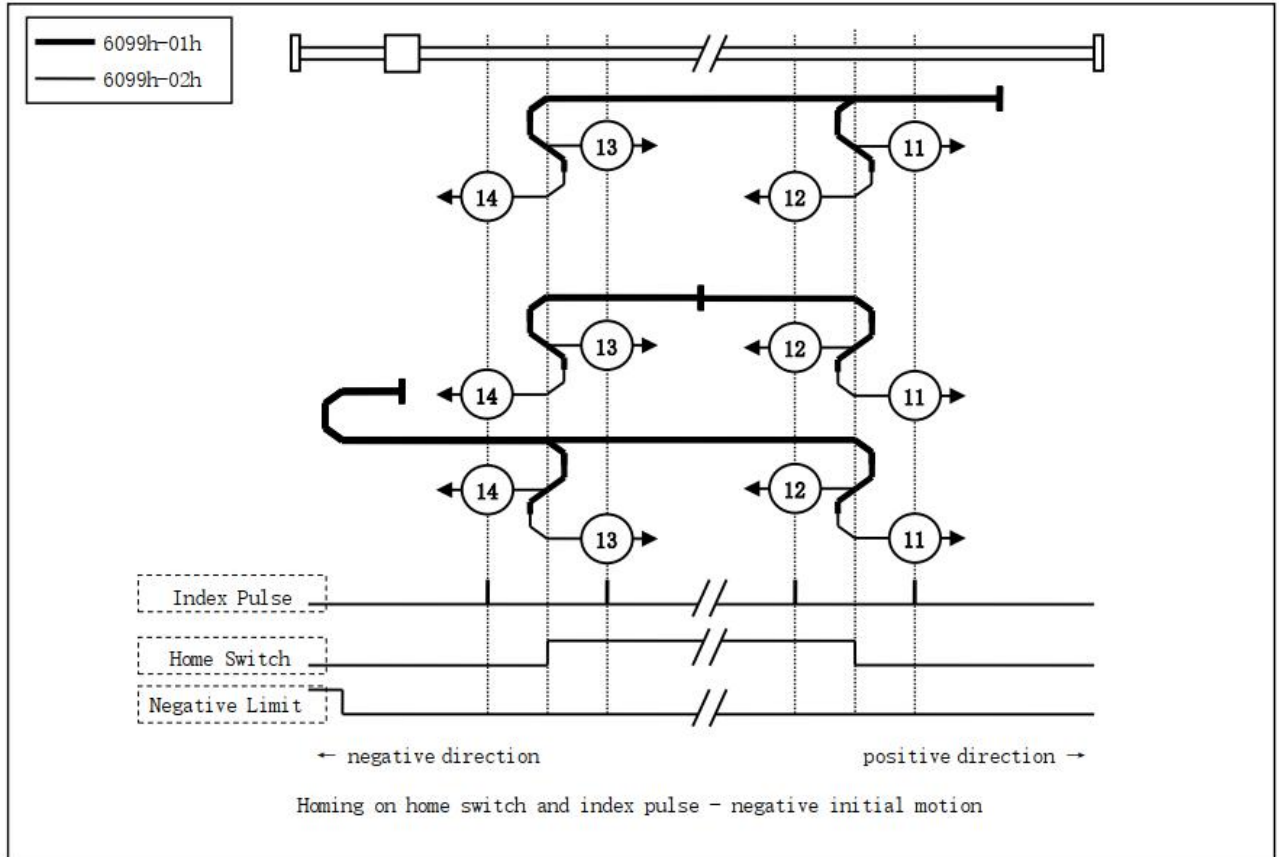 6099h-01h
6099h-02h
13
11
14
12
13
12
14
11
14
12
13
11
Index Pulse
Home Switch
Negative Limit
← negative direction
positive direction →
Homing on home switch and index pulse - negative initial motion